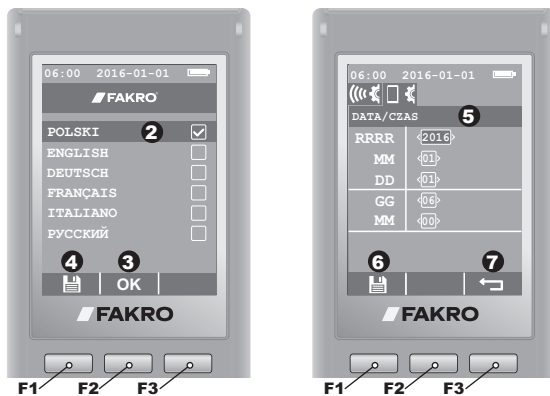 06:00 2016-01-01
FAKRO
POLSKI 2
ENGLISH
DEUTSCH
FRANÇAIS
ITALIANO
РУССКИЙ
4 3
OK
FAKRO
F1 F2 F3
06:00 2016-01-01
DATA/CZAS 5
RRRR 2016
MM 01
DD 01
GG 06
MM 00
6 7
FAKRO
F1 F2 F3